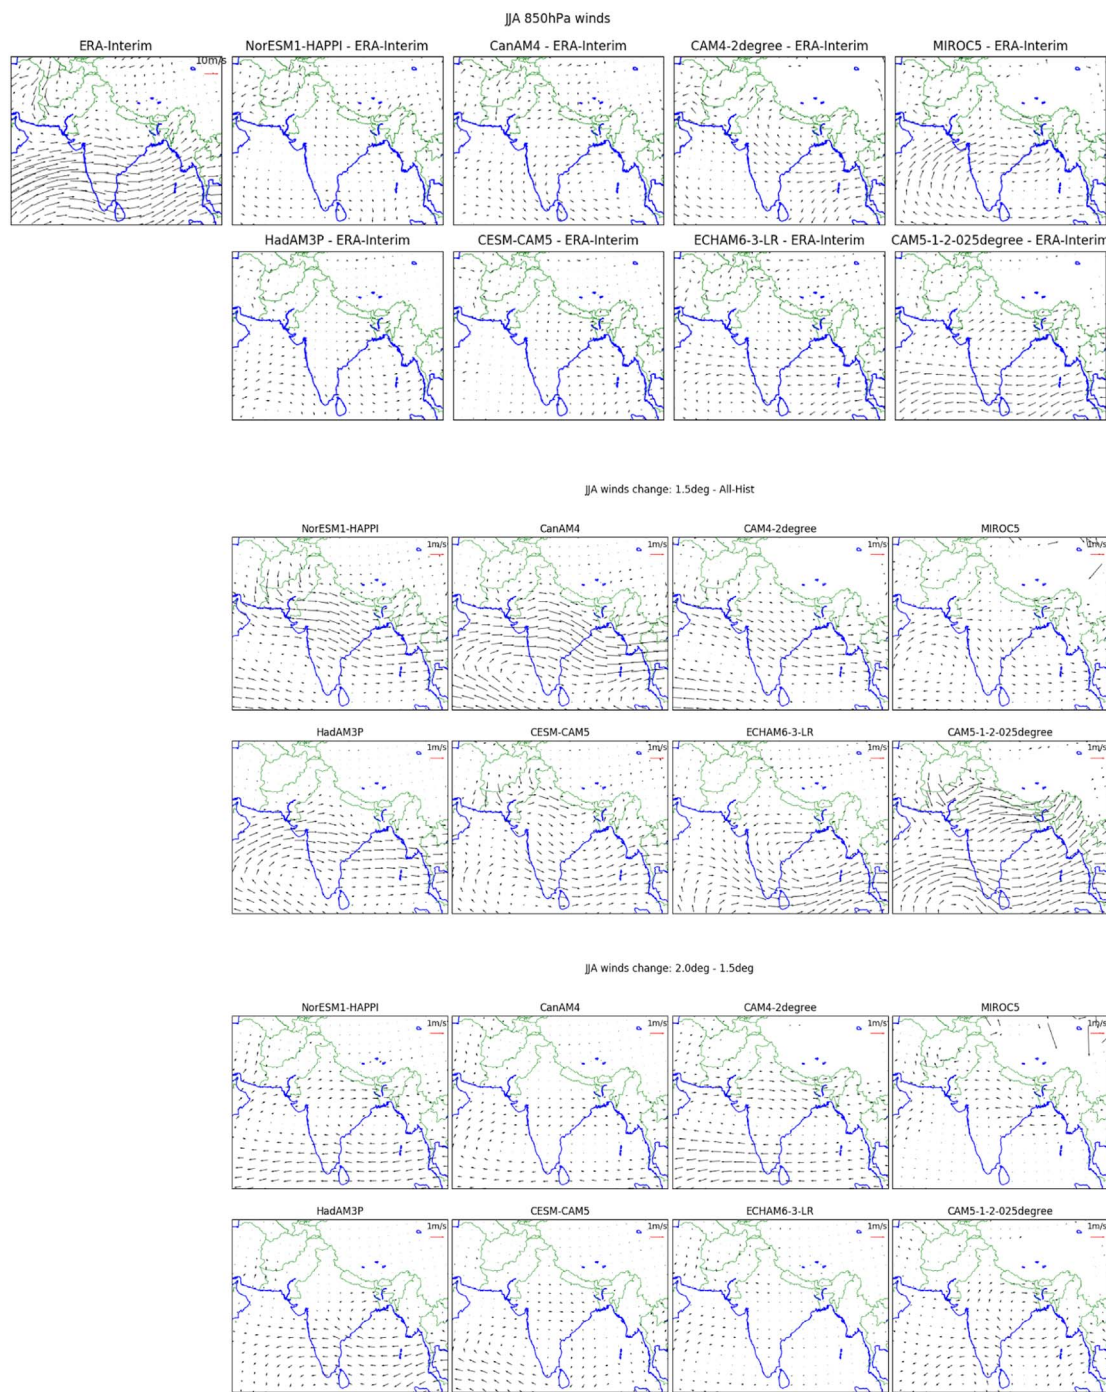 JJA 850hPa winds
ERA-Interim NorESM1-HAPPI - ERA-Interim CanAM4 - ERA-Interim CAM4-2degree - ERA-Interim MIROC5 - ERA-Interim
10m/s
HadAM3P - ERA-Interim CESM-CAM5 - ERA-Interim ECHAM6-3-LR - ERA-Interim CAM5-1-2-025degree - ERA-Interim
JJA winds change: 1.5deg - All-Hist
NorESM1-HAPPI CanAM4 CAM4-2degree MIROC5
1m/s 1m/s 1m/s 1m/s
HadAM3P CESM-CAM5 ECHAM6-3-LR CAM5-1-2-025degree
1m/s 1m/s 1m/s 1m/s
JJA winds change: 2.0deg - 1.5deg
NorESM1-HAPPI CanAM4 CAM4-2degree MIROC5
1m/s 1m/s 1m/s 1m/s
HadAM3P CESM-CAM5 ECHAM6-3-LR CAM5-1-2-025degree
1m/s 1m/s 1m/s 1m/s